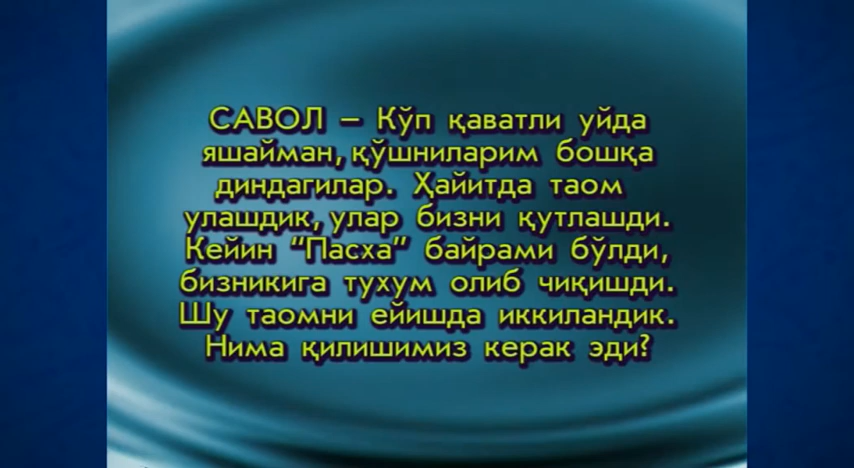 САВОЛ – Кўп қаватли уйда
яшайман, қўшниларим бошқа
диндагилар. Ҳайитда таом
улашдик, улар бизни қутлашди.
Кейин “Пасха” байрами бўлди,
бизникига тухум олиб чиқишди.
Шу таомни ейишда иккиландик.
Нима қилишимиз керак эди?